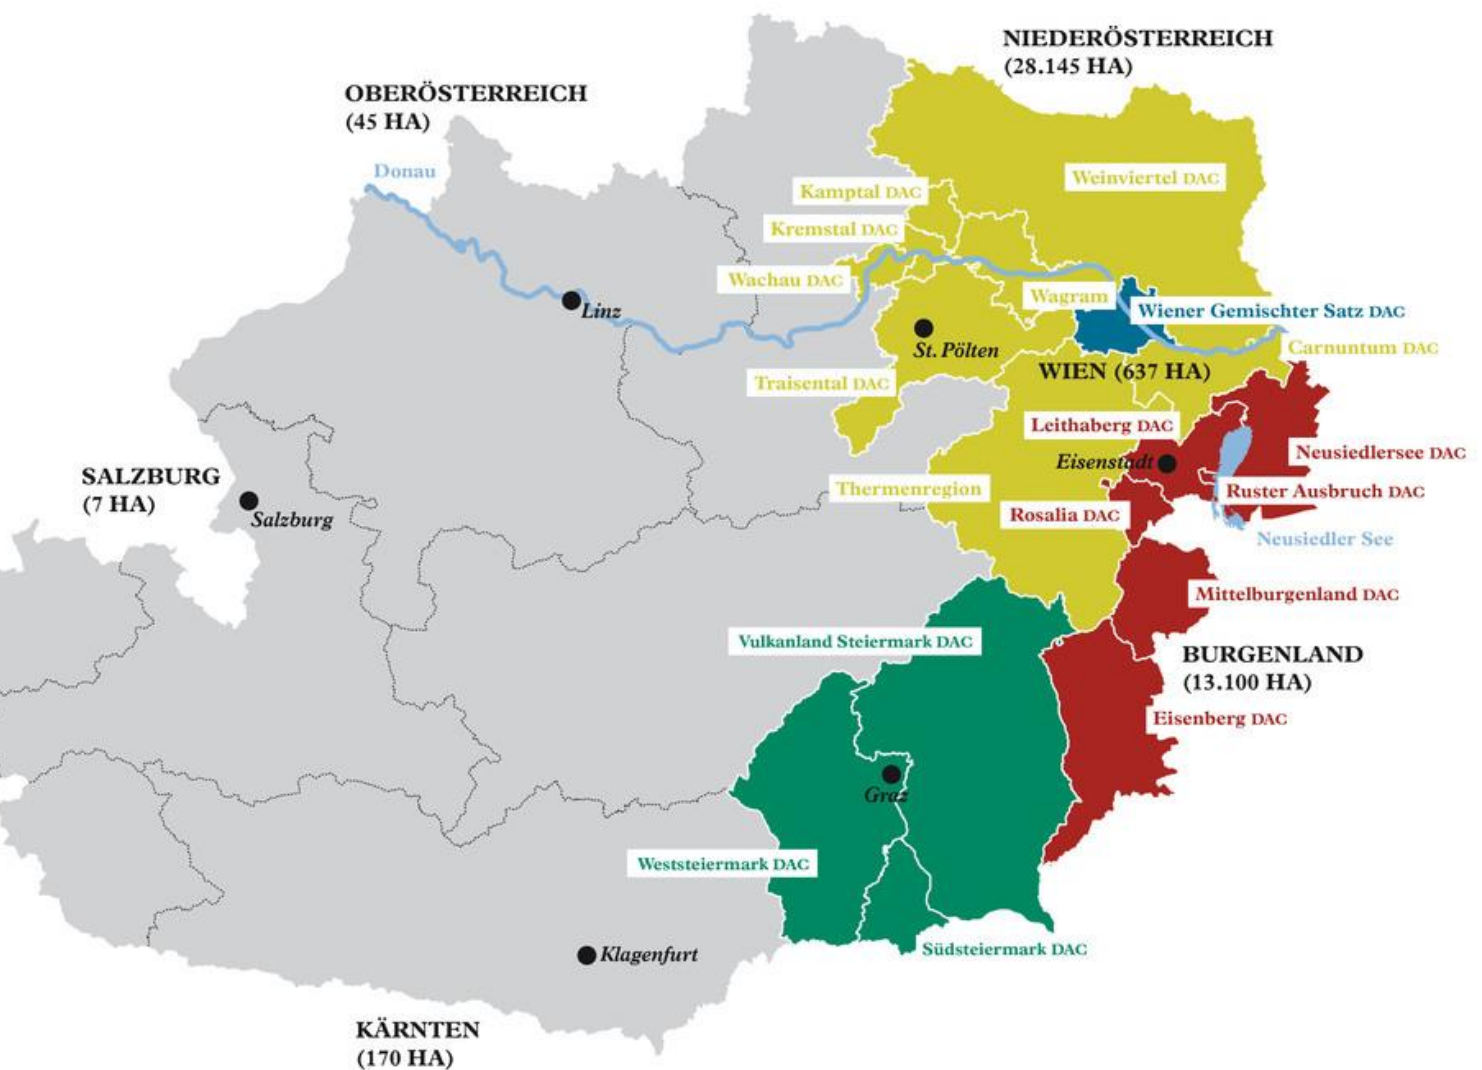 NIEDERÖSTERREICH
(28.145 HA)
OBERÖSTERREICH
(45 HA)
Donau
Weinviertel DAC
Kamptal DAC
Kremstal DAC
Wachau DAC
Wagram
Linz
Wiener Gemischter Satz DAC
St. Pölten
Carnuntum DAC
WIEN (637 HA)
Traisental DAC
Leithaberg DAC
Neusiedlersee DAC
Eisenstadt
SALZBURG
(7 HA)
Thermenregion
Ruster Ausbruch DAC
Salzburg
Rosalia DAC
Neusiedler See
Mittelburgenland DAC
Vulkanland Steiermark DAC
BURGENLAND
(13.100 HA)
Eisenberg DAC
Graz
Weststeiermark DAC
Südsteiermark DAC
Klagenfurt
KÄRNTEN
(170 HA)